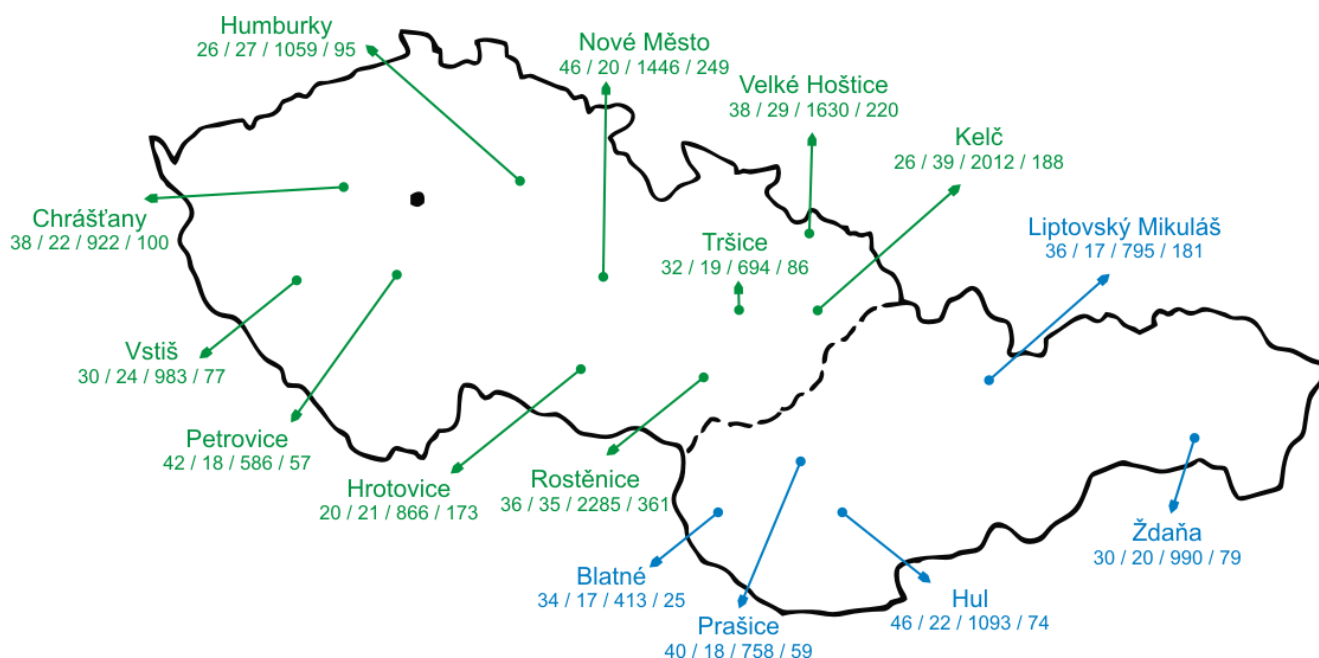 Humburky
26 / 27 / 1059 / 95
Nové Město
46 / 20 / 1446 / 249
Velké Hoštice
38 / 29 / 1630 / 220
Kelč
26 / 39 / 2012 / 188
Chrášťany
38 / 22 / 922 / 100
Tršice
32 / 19 / 694 / 86
Liptovský Mikuláš
36 / 17 / 795 / 181
Vstiš
30 / 24 / 983 / 77
Petrovice
42 / 18 / 586 / 57
Hrotovice
20 / 21 / 866 / 173
Rostěnice
36 / 35 / 2285 / 361
Blatné
34 / 17 / 413 / 25
Prašice
40 / 18 / 758 / 59
Hul
46 / 22 / 1093 / 74
Ždaňa
30 / 20 / 990 / 79